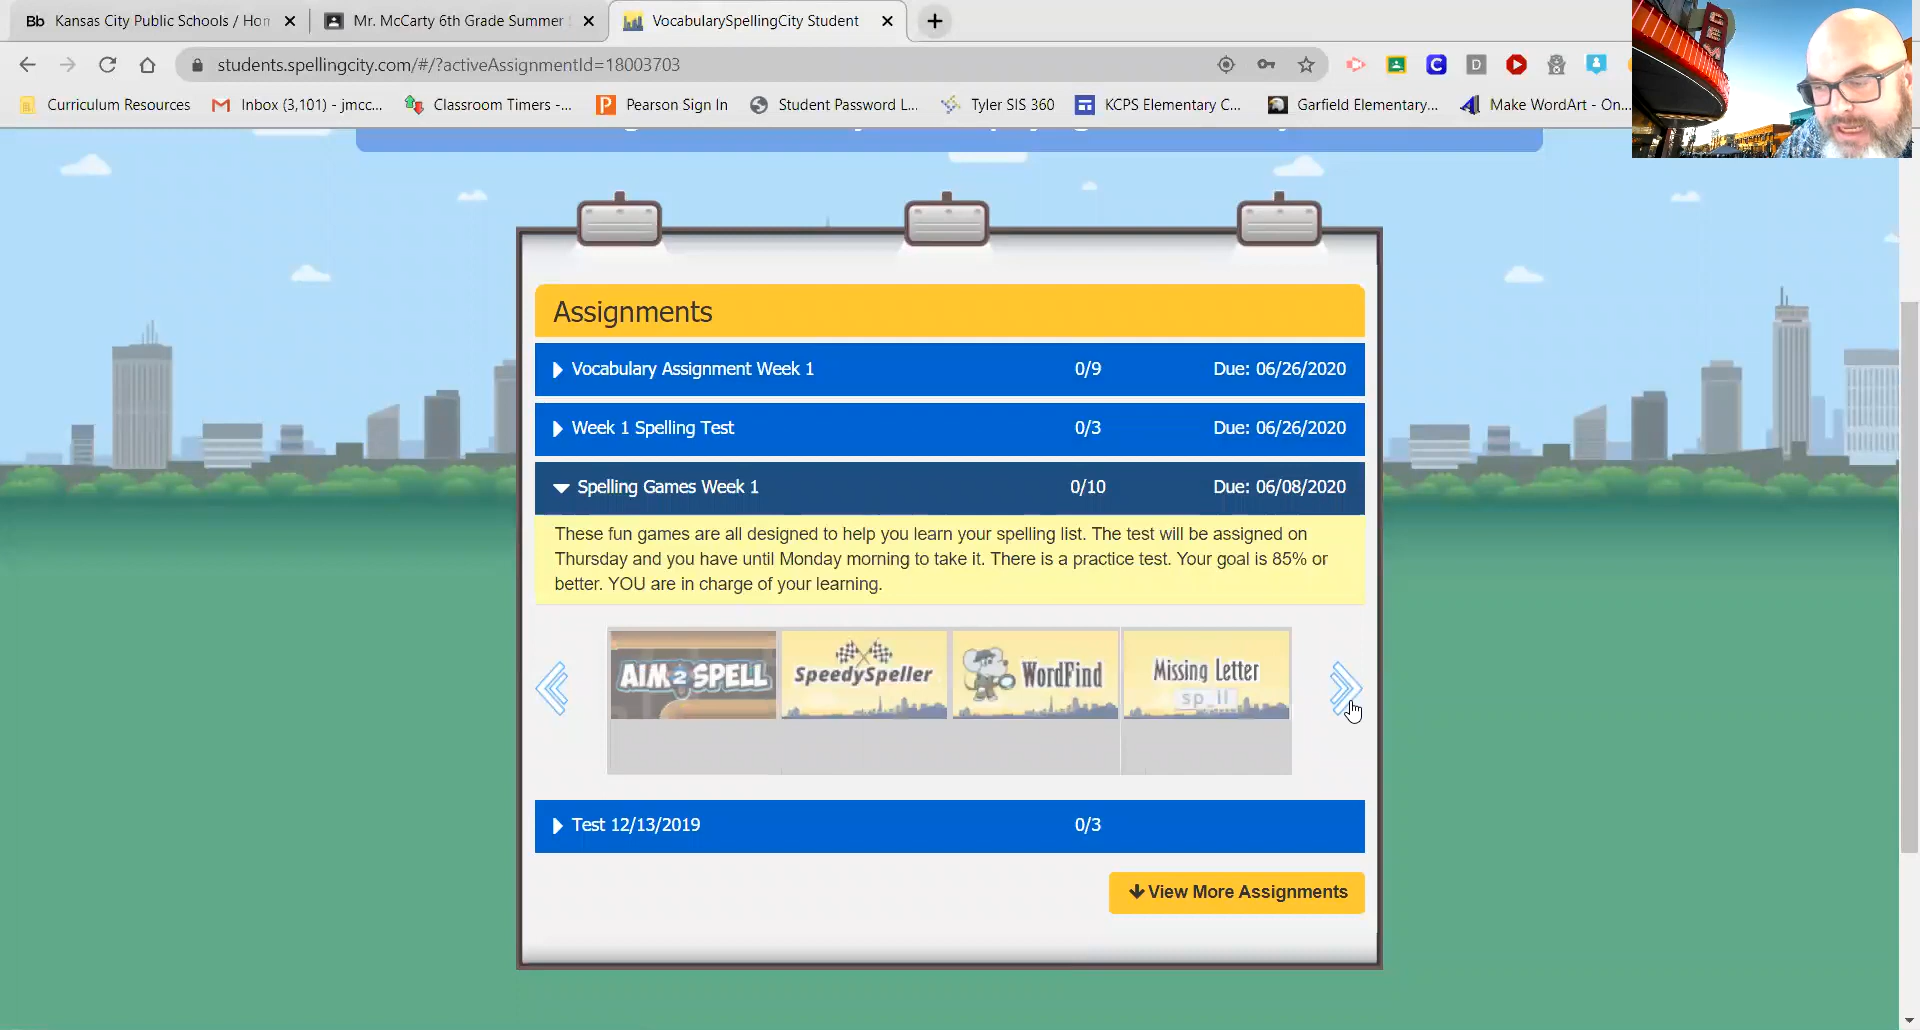 Bb Kansas City Public Schools / Hon
Mr. McCarty 6th Grade Summer
VocabularySpellingCity Student
students.spellingcity.com/#/?activeAssignmentId=18003703
Curriculum Resources
Inbox (3,101) - jmcc...
Classroom Timers -...
Pearson Sign In
Student Password L...
Tyler SIS 360
KCPS Elementary C...
Garfield Elementary...
Make WordArt - On...
Assignments
Vocabulary Assignment Week 1 0/9 Due: 06/26/2020
Week 1 Spelling Test 0/3 Due: 06/26/2020
Spelling Games Week 1 0/10 Due: 06/08/2020
These fun games are all designed to help you learn your spelling list. The test will be assigned on
Thursday and you have until Monday morning to take it. There is a practice test. Your goal is 85% or
better. YOU are in charge of your learning.
AIM 2 SPELL
SpeedySpeller
WordFind
Missing Letter
sp_ll
Test 12/13/2019 0/3
View More Assignments